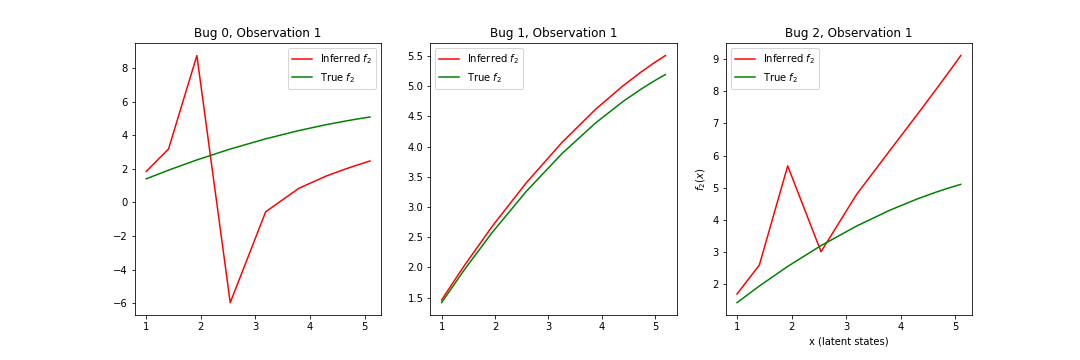 Bug 0, Observation 1
Inferred f₂
True f₂
8
6
4
2
0
−2
−4
−6
1 2 3 4 5
Bug 1, Observation 1
Inferred f₂
True f₂
5.5
5.0
4.5
4.0
3.5
3.0
2.5
2.0
1.5
1 2 3 4 5
Bug 2, Observation 1
Inferred f₂
True f₂
f₂(x)
9
8
7
6
5
4
3
2
1 2 3 4 5
x (latent states)